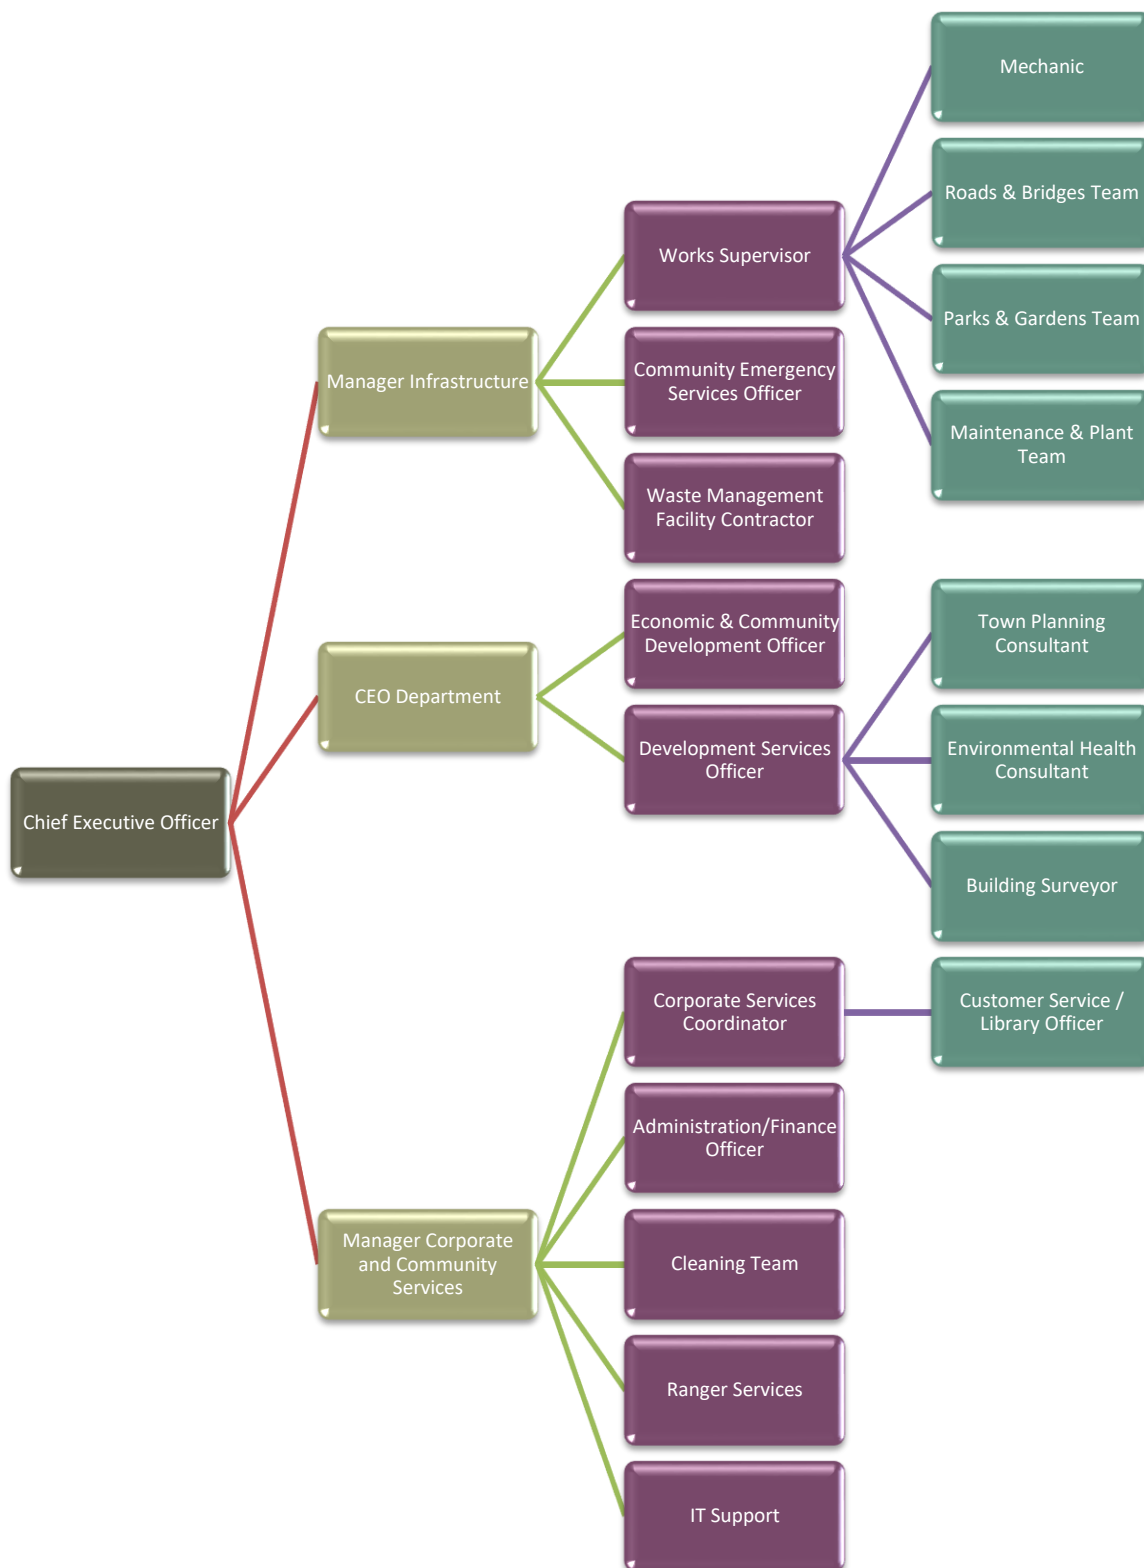 Mechanic
Roads & Bridges Team
Works Supervisor
Parks & Gardens Team
Manager Infrastructure
Community Emergency
Services Officer
Maintenance & Plant
Team
Waste Management
Facility Contractor
Economic & Community
Development Officer
Town Planning
Consultant
CEO Department
Development Services
Officer
Environmental Health
Consultant
Chief Executive Officer
Building Surveyor
Corporate Services
Coordinator
Customer Service /
Library Officer
Administration/Finance
Officer
Manager Corporate
and Community
Services
Cleaning Team
Ranger Services
IT Support